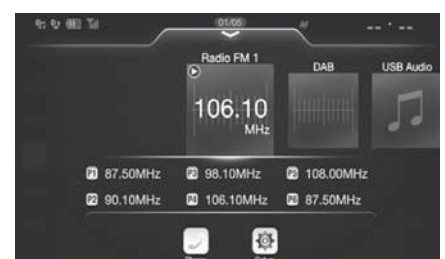 01/05
AF
-- · --
Radio FM 1
DAB
USB Audio
106.10
MHz
P1 87.50MHz P3 98.10MHz P5 108.00MHz
P2 90.10MHz P4 106.10MHz P6 87.50MHz